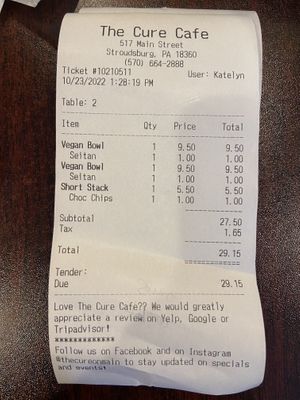 The Cure Cafe
517 Main Street
Stroudsburg, PA 18360
(570) 664-2888
Ticket #10210511 User: Katelyn
10/23/2022 1:28:19 PM
Table: 2
Item Qty Price Total
Vegan Bowl 1 9.50 9.50
Seitan 1 1.00 1.00
Vegan Bowl 1 9.50 9.50
Seitan 1 1.00 1.00
Short Stack 1 5.50 5.50
Choc Chips 1 1.00 1.00
Subtotal 27.50
Tax 1.65
Total 29.15
Tender:
Due 29.15
Love The Cure Cafe?? We would greatly
appreciate a review on Yelp, Google or
Tripadvisor!
*************
Follow us on Facebook and on Instagram
@thecureonmain to stay updated on specials
and events!